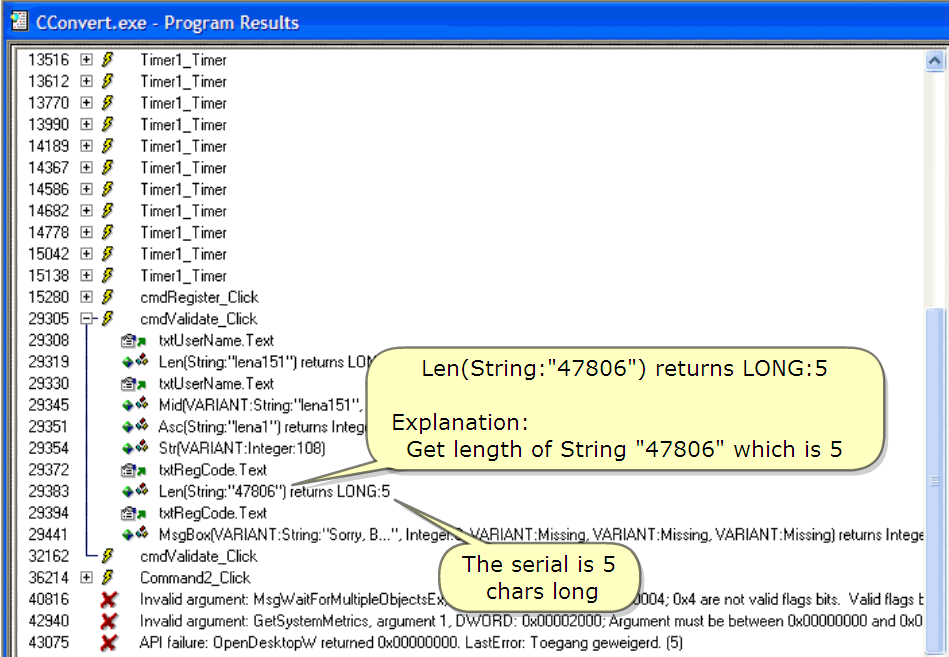 CConvert.exe - Program Results
13516 Timer1_Timer
13612 Timer1_Timer
13770 Timer1_Timer
13990 Timer1_Timer
14189 Timer1_Timer
14367 Timer1_Timer
14586 Timer1_Timer
14682 Timer1_Timer
14778 Timer1_Timer
15042 Timer1_Timer
15138 Timer1_Timer
15280 cmdRegister_Click
29305 cmdValidate_Click
29308 txtUserName.Text
29319 Len(String:"lena151") returns LON
29330 txtUserName.Text
29345 Mid(VARIANT:String:"lena151",
29351 Asc(String:"lena1") returns Intege
29354 Str(VARIANT:Integer:108)
29372 txtRegCode.Text
29383 Len(String:"47806") returns LONG:5
29394 txtRegCode.Text
29441 MsgBox(VARIANT:String:"Sorry, B...", Integer:0, VARIANT:Missing, VARIANT:Missing, VARIANT:Missing) returns Intege
32162 cmdValidate_Click
36214 Command2_Click
40816 Invalid argument: MsgWaitForMultipleObjectsEx, 0004; 0x4 are not valid flags bits. Valid flags b
42940 Invalid argument: GetSystemMetrics, argument 1, DWORD: 0x00002000; Argument must be between 0x00000000 and 0x0
43075 API failure: OpenDesktopW returned 0x00000000. LastError: Toegang geweigerd. (5)
Len(String:"47806") returns LONG:5
Explanation:
Get length of String "47806" which is 5
The serial is 5
chars long